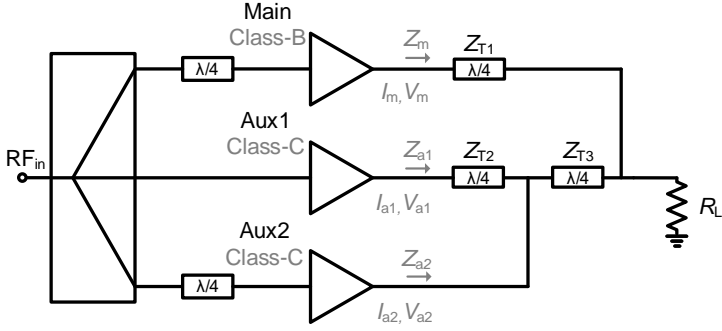 Main
Class-B
Z_m
Z_T1
λ/4
λ/4
I_m, V_m
Aux1
Class-C
RF_in
Z_a1
Z_T2
Z_T3
λ/4
λ/4
I_a1, V_a1
R_L
Aux2
Class-C
Z_a2
λ/4
I_a2, V_a2